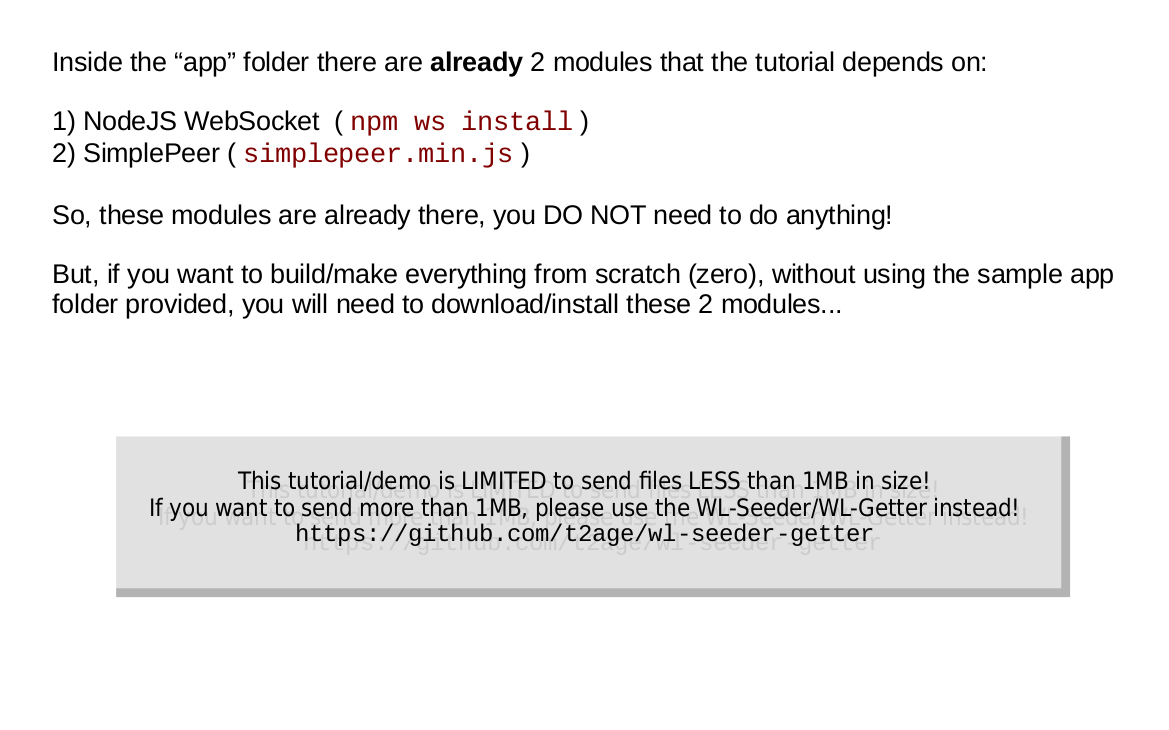 Inside the “app” folder there are already 2 modules that the tutorial depends on:
1) NodeJS WebSocket ( npm ws install )
2) SimplePeer ( simplepeer.min.js )
So, these modules are already there, you DO NOT need to do anything!
But, if you want to build/make everything from scratch (zero), without using the sample app
folder provided, you will need to download/install these 2 modules...
This tutorial/demo is LIMITED to send files LESS than 1MB in size!
If you want to send more than 1MB, please use the WL-Seeder/WL-Getter instead!
https://github.com/t2age/wl-seeder-getter